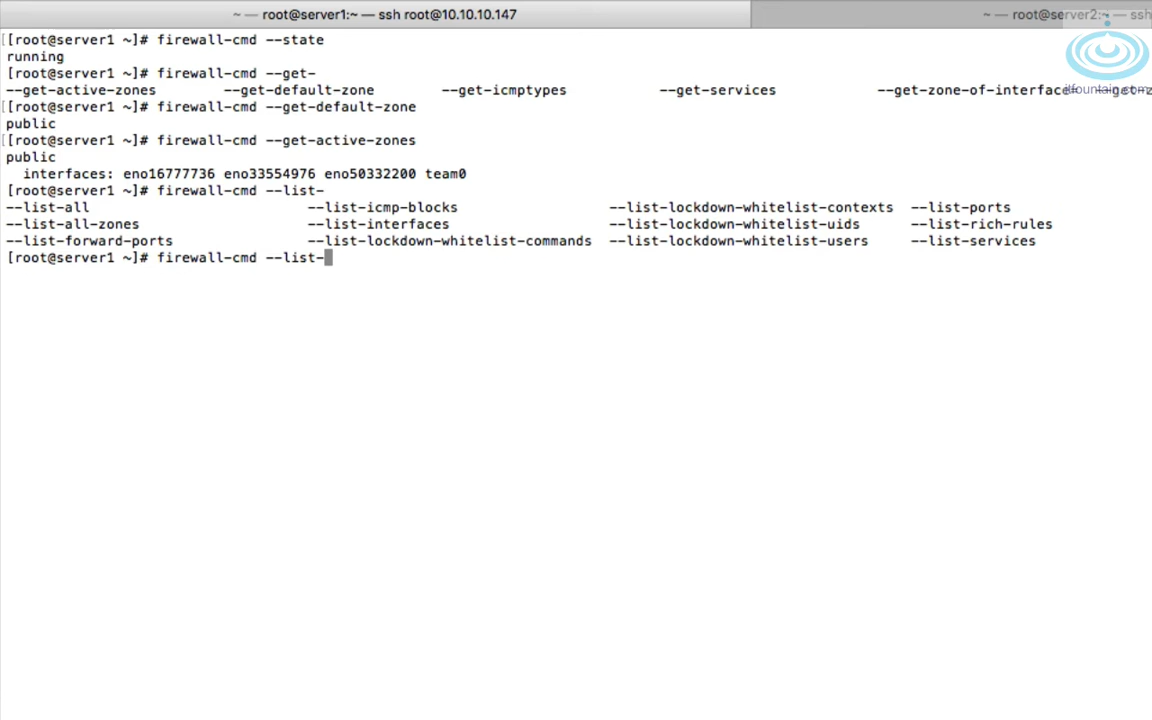 ~ — root@server1:~ — ssh root@10.10.10.147
~ — root@server2:~ — ssh
[[root@server1 ~]# firewall-cmd --state
running
[root@server1 ~]# firewall-cmd --get-
--get-active-zones --get-default-zone --get-icmptypes --get-services --get-zone-of-interface=
itfountain.com
[[root@server1 ~]# firewall-cmd --get-default-zone
public
[[root@server1 ~]# firewall-cmd --get-active-zones
public
interfaces: eno16777736 eno33554976 eno50332200 team0
[root@server1 ~]# firewall-cmd --list-
--list-all --list-icmp-blocks --list-lockdown-whitelist-contexts --list-ports
--list-all-zones --list-interfaces --list-lockdown-whitelist-uids --list-rich-rules
--list-forward-ports --list-lockdown-whitelist-commands --list-lockdown-whitelist-users --list-services
[root@server1 ~]# firewall-cmd --list-